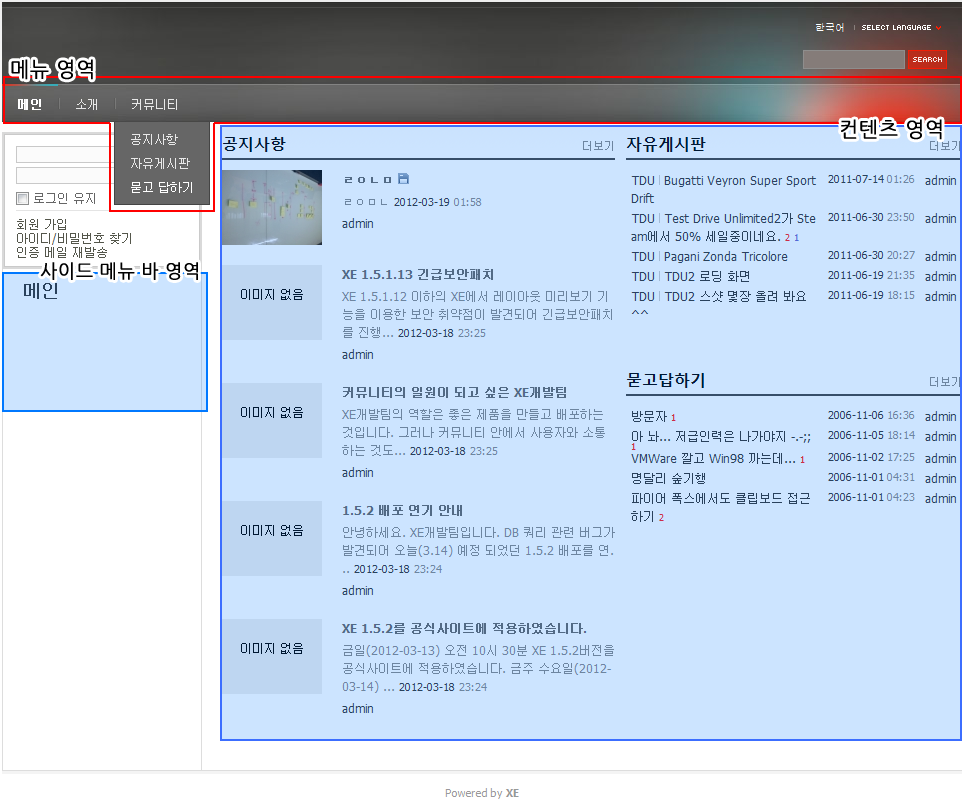 한국어 | SELECT LANGUAGE
SEARCH
메뉴 영역
메인 소개 커뮤니티
공지사항
자유게시판
묻고 답하기
로그인 유지
회원 가입
아이디/비밀번호 찾기
인증 메일 재발송
사이드 메뉴 바 영역
메인
컨텐츠 영역
공지사항 더보기
ㄹㅇㄴㅁ
ㄹㅇㅁㄴ 2012-03-19 01:58
admin
이미지 없음
XE 1.5.1.13 긴급보안패치
XE 1.5.1.12 이하의 XE에서 레이아웃 미리보기 기
능을 이용한 보안 취약점이 발견되어 긴급보안패치
를 진행... 2012-03-18 23:25
admin
이미지 없음
커뮤니티의 일원이 되고 싶은 XE개발팀
XE개발팀의 역할은 좋은 제품을 만들고 배포하는
것입니다. 그러나 커뮤니티 안에서 사용자와 소통
하는 것도... 2012-03-18 23:25
admin
이미지 없음
1.5.2 배포 연기 안내
안녕하세요. XE개발팀입니다. DB 쿼리 관련 버그가
발견되어 오늘(3.14) 예정 되었던 1.5.2 배포를 연.
.. 2012-03-18 23:24
admin
이미지 없음
XE 1.5.2를 공식사이트에 적용하였습니다.
금일(2012-03-13) 오전 10시 30분 XE 1.5.2버전을
공식사이트에 적용하였습니다. 금주 수요일(2012-
03-14) ... 2012-03-18 23:24
admin
자유게시판 더보기
TDU | Bugatti Veyron Super Sport 2011-07-14 01:26 admin
Drift
TDU | Test Drive Unlimited2가 Ste 2011-06-30 23:50 admin
am에서 50% 세일중이네요. 2 1
TDU | Pagani Zonda Tricolore 2011-06-30 20:27 admin
TDU | TDU2 로딩 화면 2011-06-19 21:35 admin
TDU | TDU2 스샷 몇장 올려 봐요 2011-06-19 18:15 admin
^^
묻고답하기 더보기
방문자 1 2006-11-06 16:36 admin
아 놔... 저급인력은 나가야지 -.-;; 2006-11-05 18:14 admin
1
VMWare 깔고 Win98 까는데... 1 2006-11-02 17:25 admin
명달리 숲기행 2006-11-01 04:31 admin
파이어 폭스에서도 클립보드 접근 2006-11-01 04:23 admin
하기 2
Powered by XE